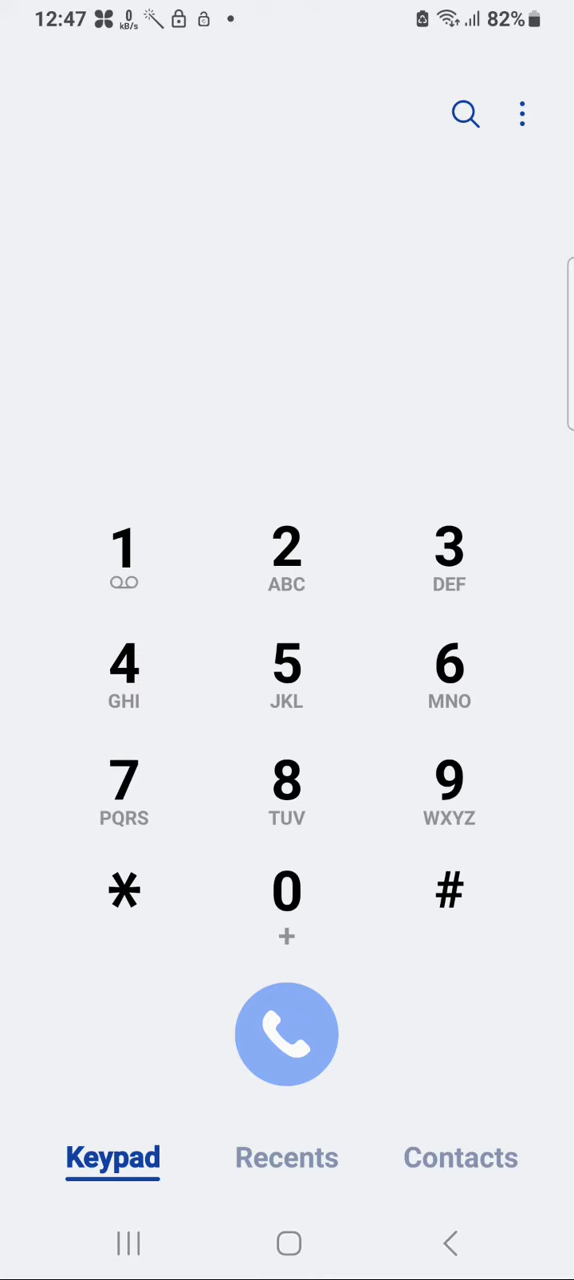 12:47 0 kB/s 82%
1 2 3
ABC DEF
4 5 6
GHI JKL MNO
7 8 9
PQRS TUV WXYZ
* 0 #
+
Keypad Recents Contacts